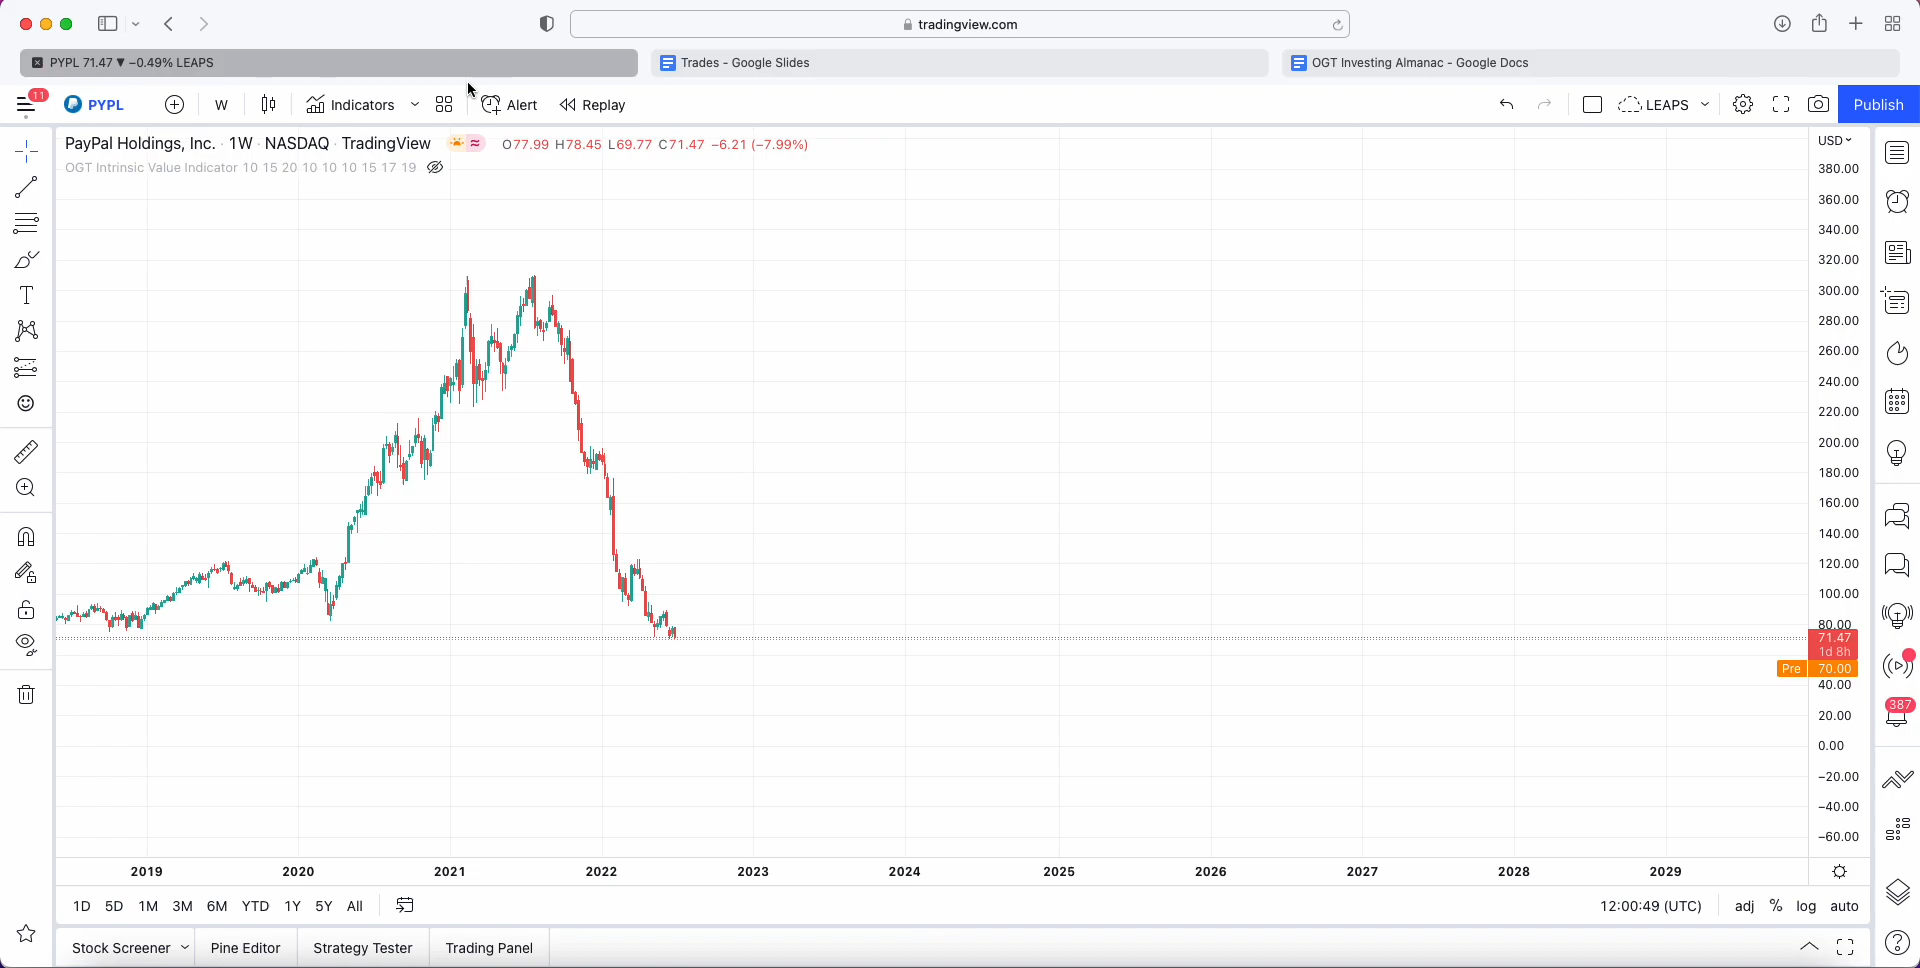 tradingview.com
PYPL 71.47 ▼ −0.49% LEAPS
Trades - Google Slides
OGT Investing Almanac - Google Docs
11
PYPL
W
Indicators
Alert
Replay
LEAPS
Publish
PayPal Holdings, Inc. · 1W · NASDAQ · TradingView
O77.99 H78.45 L69.77 C71.47 −6.21 (−7.99%)
OGT Intrinsic Value Indicator 10 15 20 10 10 10 15 17 19
USD
380.00
360.00
340.00
320.00
300.00
280.00
260.00
240.00
220.00
200.00
180.00
160.00
140.00
120.00
100.00
80.00
71.47
1d 8h
Pre 70.00
40.00
20.00
0.00
−20.00
−40.00
−60.00
387
2019 2020 2021 2022 2023 2024 2025 2026 2027 2028 2029
1D 5D 1M 3M 6M YTD 1Y 5Y All
12:00:49 (UTC)
adj % log auto
Stock Screener
Pine Editor
Strategy Tester
Trading Panel